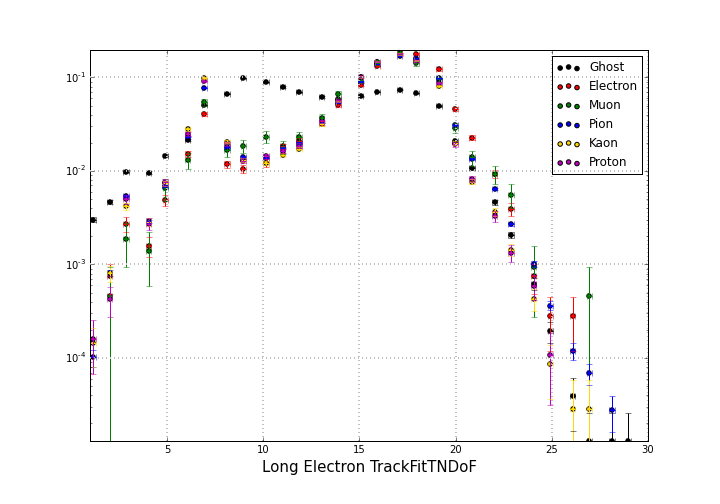 10⁻¹
10⁻²
10⁻³
10⁻⁴
Ghost
Electron
Muon
Pion
Kaon
Proton
5 10 15 20 25 30
Long Electron TrackFitTNDoF